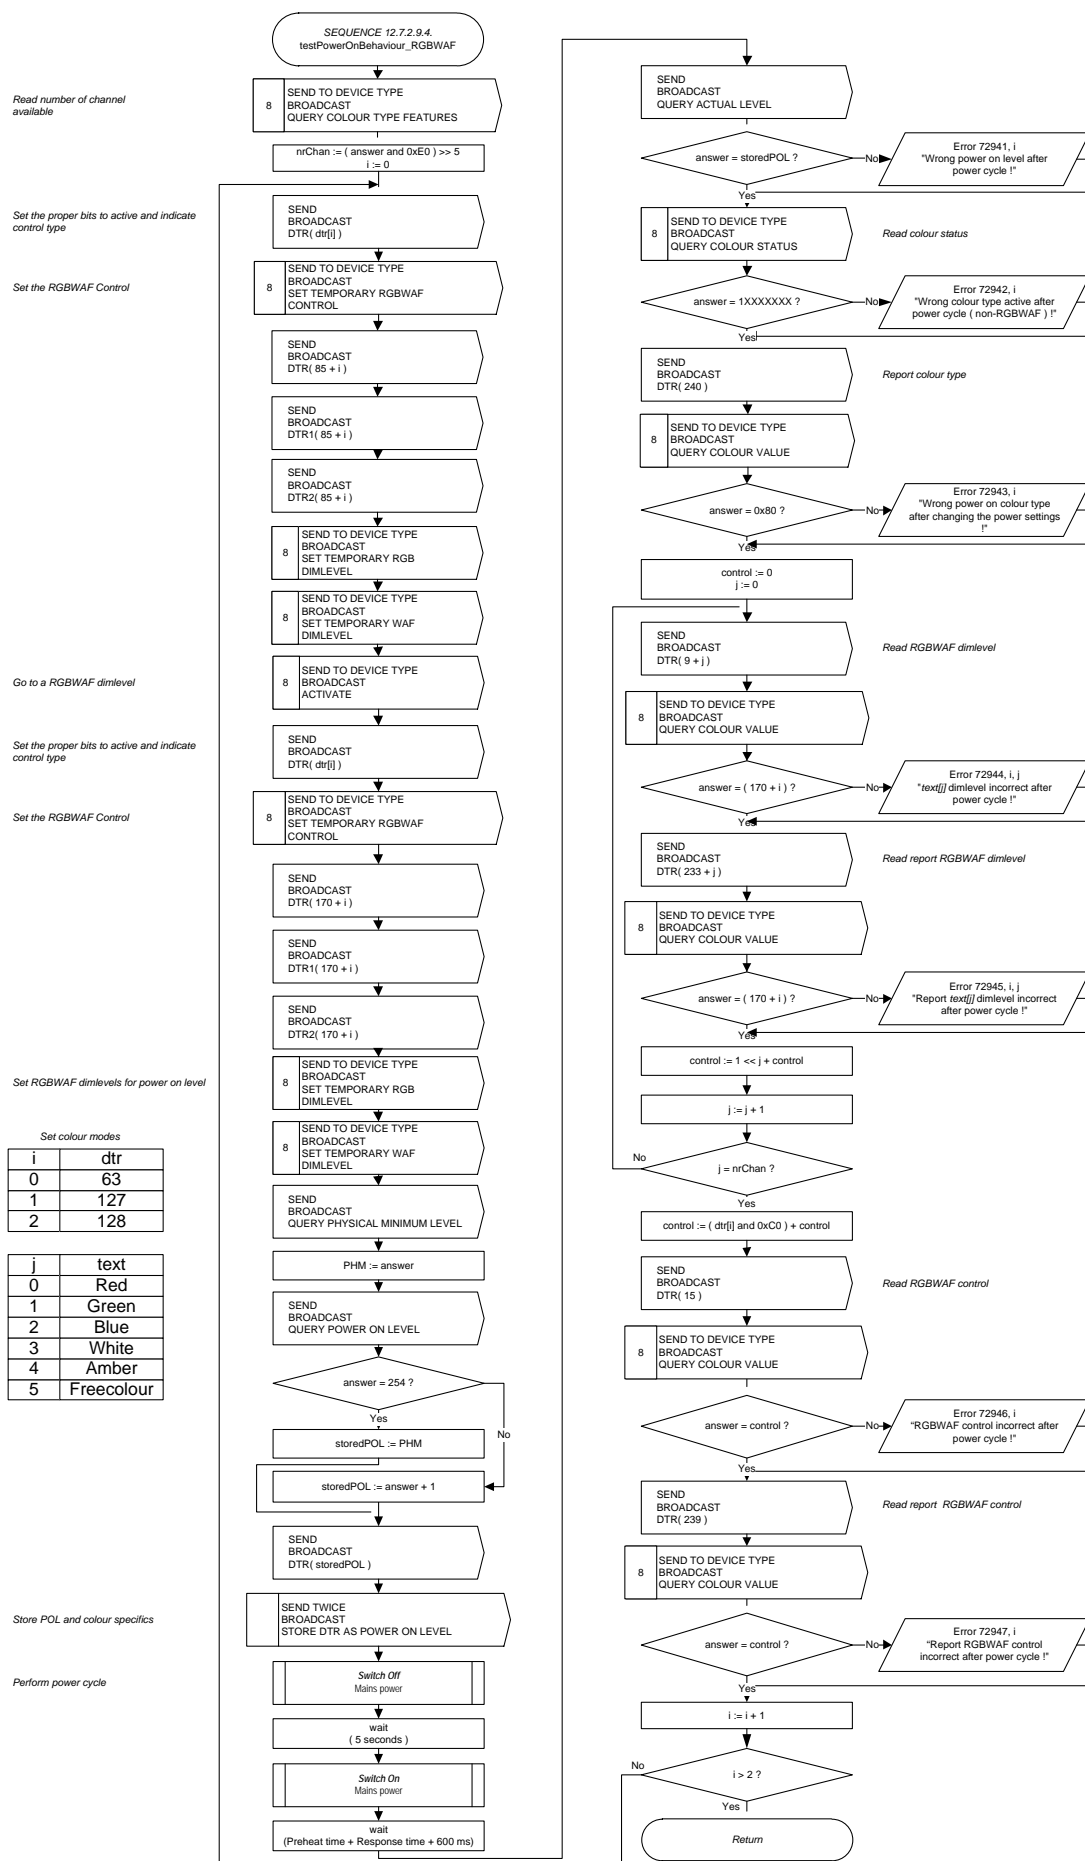 SEQUENCE 12.7.2.9.4.
testPowerOnBehaviour_RGBWAF
Read number of channel
available
8
SEND TO DEVICE TYPE
BROADCAST
QUERY COLOUR TYPE FEATURES
nrChan := ( answer and 0xE0 ) >> 5
i := 0
Set the proper bits to active and indicate
control type
SEND
BROADCAST
DTR( dtr[i] )
Set the RGBWAF Control
8
SEND TO DEVICE TYPE
BROADCAST
SET TEMPORARY RGBWAF
CONTROL
SEND
BROADCAST
DTR( 85 + i )
SEND
BROADCAST
DTR1( 85 + i )
SEND
BROADCAST
DTR2( 85 + i )
8
SEND TO DEVICE TYPE
BROADCAST
SET TEMPORARY RGB
DIMLEVEL
8
SEND TO DEVICE TYPE
BROADCAST
SET TEMPORARY WAF
DIMLEVEL
Go to a RGBWAF dimlevel
8
SEND TO DEVICE TYPE
BROADCAST
ACTIVATE
Set the proper bits to active and indicate
control type
SEND
BROADCAST
DTR( dtr[i] )
Set the RGBWAF Control
8
SEND TO DEVICE TYPE
BROADCAST
SET TEMPORARY RGBWAF
CONTROL
SEND
BROADCAST
DTR( 170 + i )
SEND
BROADCAST
DTR1( 170 + i )
SEND
BROADCAST
DTR2( 170 + i )
Set RGBWAF dimlevels for power on level
8
SEND TO DEVICE TYPE
BROADCAST
SET TEMPORARY RGB
DIMLEVEL
8
SEND TO DEVICE TYPE
BROADCAST
SET TEMPORARY WAF
DIMLEVEL
Set colour modes
i dtr
0 63
1 127
2 128
j text
0 Red
1 Green
2 Blue
3 White
4 Amber
5 Freecolour
SEND
BROADCAST
QUERY PHYSICAL MINIMUM LEVEL
PHM := answer
SEND
BROADCAST
QUERY POWER ON LEVEL
answer = 254 ?
Yes
No
storedPOL := PHM
storedPOL := answer + 1
SEND
BROADCAST
DTR( storedPOL )
Store POL and colour specifics
SEND TWICE
BROADCAST
STORE DTR AS POWER ON LEVEL
Perform power cycle
Switch Off
Mains power
wait
( 5 seconds )
Switch On
Mains power
wait
(Preheat time + Response time + 600 ms)
SEND
BROADCAST
QUERY ACTUAL LEVEL
answer = storedPOL ?
No
Error 72941, i
"Wrong power on level after
power cycle !"
Yes
8
SEND TO DEVICE TYPE
BROADCAST
QUERY COLOUR STATUS
Read colour status
answer = 1XXXXXXX ?
No
Error 72942, i
"Wrong colour type active after
power cycle ( non-RGBWAF ) !"
Yes
SEND
BROADCAST
DTR( 240 )
Report colour type
8
SEND TO DEVICE TYPE
BROADCAST
QUERY COLOUR VALUE
answer = 0x80 ?
No
Error 72943, i
"Wrong power on colour type
after changing the power settings
!"
Yes
control := 0
j := 0
SEND
BROADCAST
DTR( 9 + j )
Read RGBWAF dimlevel
8
SEND TO DEVICE TYPE
BROADCAST
QUERY COLOUR VALUE
answer = ( 170 + i ) ?
No
Error 72944, i, j
"text[j] dimlevel incorrect after
power cycle !"
Yes
SEND
BROADCAST
DTR( 233 + j )
Read report RGBWAF dimlevel
8
SEND TO DEVICE TYPE
BROADCAST
QUERY COLOUR VALUE
answer = ( 170 + i ) ?
No
Error 72945, i, j
"Report text[j] dimlevel incorrect
after power cycle !"
Yes
control := 1 << j + control
j := j + 1
No
j = nrChan ?
Yes
control := ( dtr[i] and 0xC0 ) + control
SEND
BROADCAST
DTR( 15 )
Read RGBWAF control
8
SEND TO DEVICE TYPE
BROADCAST
QUERY COLOUR VALUE
answer = control ?
No
Error 72946, i
"RGBWAF control incorrect after
power cycle !"
Yes
SEND
BROADCAST
DTR( 239 )
Read report RGBWAF control
8
SEND TO DEVICE TYPE
BROADCAST
QUERY COLOUR VALUE
answer = control ?
No
Error 72947, i
"Report RGBWAF control
incorrect after power cycle !"
Yes
i := i + 1
No
i > 2 ?
Yes
Return